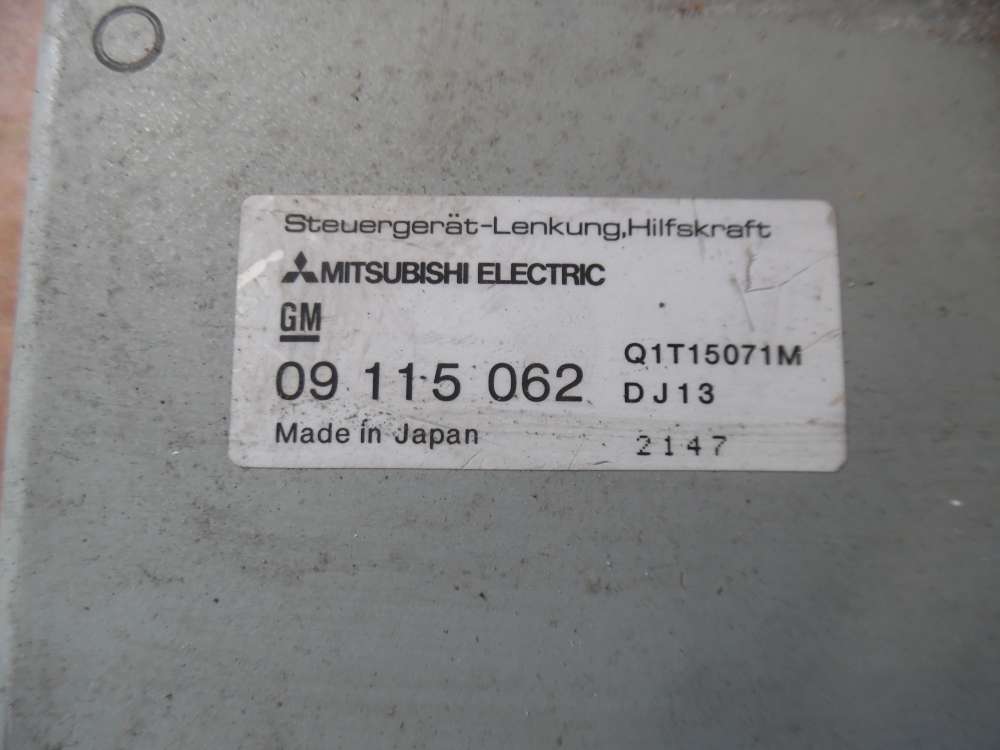 Steuergerät-Lenkung,Hilfskraft
MITSUBISHI ELECTRIC
GM
09 115 062
Q1T15071M
DJ13
Made in Japan
2147